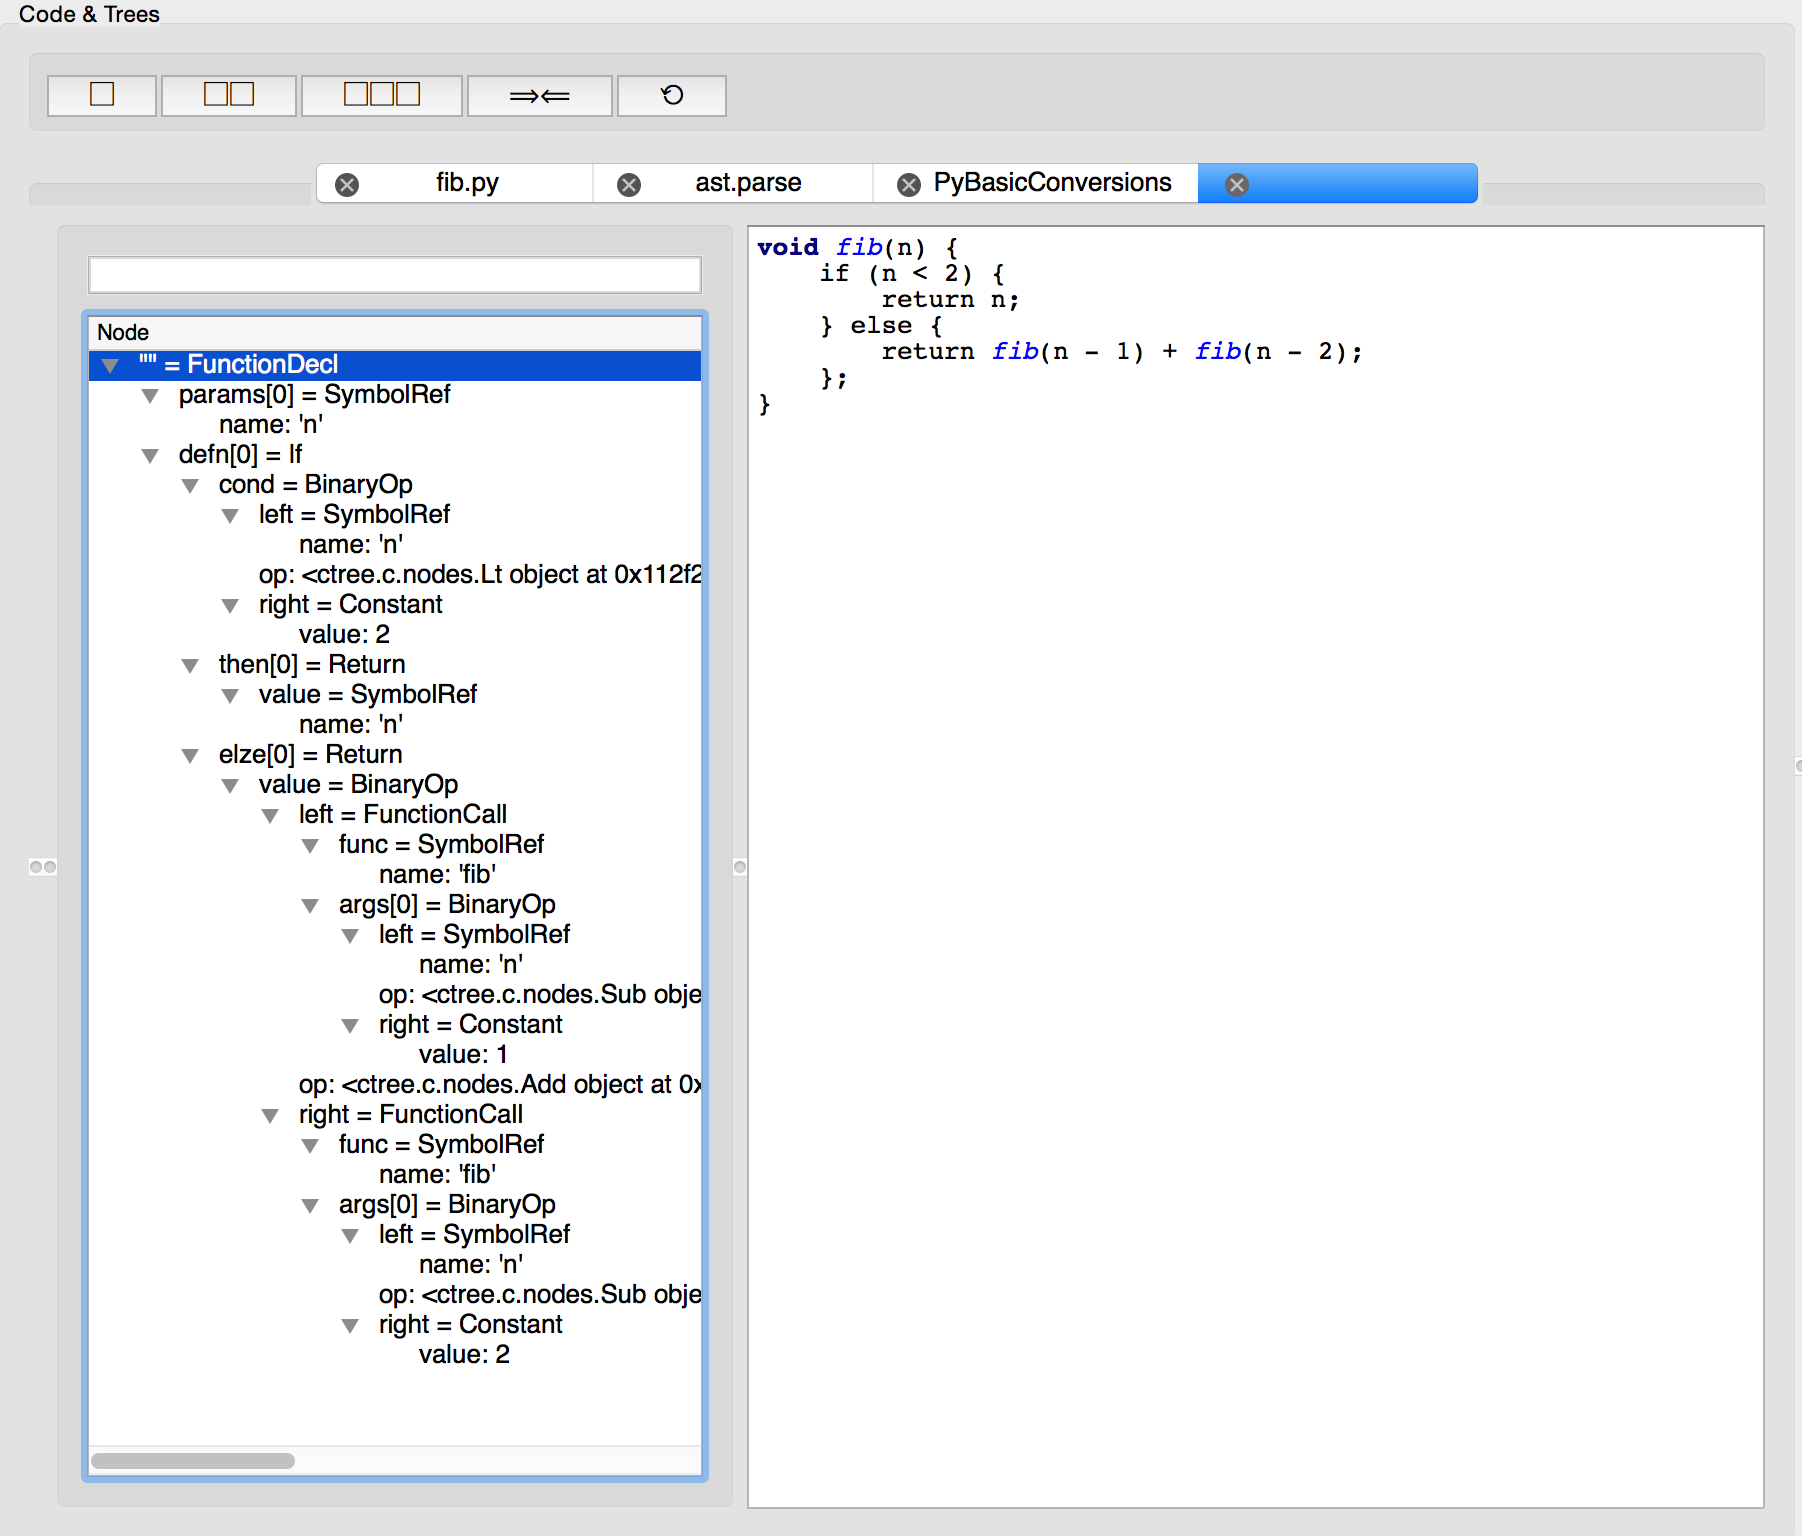 Code & Trees
⇒⇐
fib.py
ast.parse
PyBasicConversions
Node
"" = FunctionDecl
params[0] = SymbolRef
name: 'n'
defn[0] = If
cond = BinaryOp
left = SymbolRef
name: 'n'
op: <ctree.c.nodes.Lt object at 0x112f2
right = Constant
value: 2
then[0] = Return
value = SymbolRef
name: 'n'
elze[0] = Return
value = BinaryOp
left = FunctionCall
func = SymbolRef
name: 'fib'
args[0] = BinaryOp
left = SymbolRef
name: 'n'
op: <ctree.c.nodes.Sub obje
right = Constant
value: 1
op: <ctree.c.nodes.Add object at 0x
right = FunctionCall
func = SymbolRef
name: 'fib'
args[0] = BinaryOp
left = SymbolRef
name: 'n'
op: <ctree.c.nodes.Sub obje
right = Constant
value: 2
void fib(n) {
    if (n < 2) {
        return n;
    } else {
        return fib(n - 1) + fib(n - 2);
    };
}